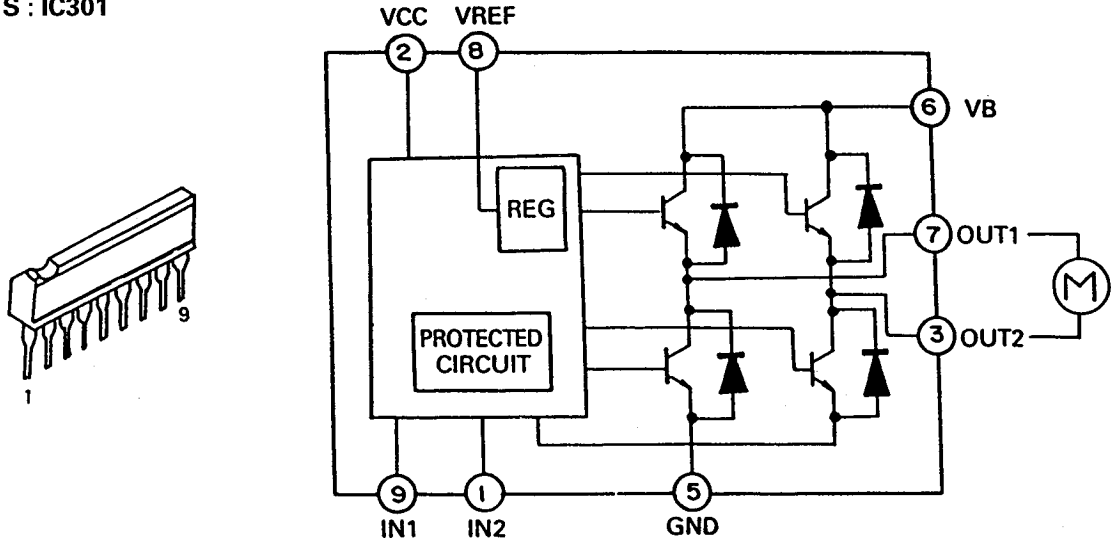 S : IC301
VCC VREF
2 8
6 VB
REG
7 OUT1
M
PROTECTED
CIRCUIT
3 OUT2
9
1
9 1 5
IN1 IN2 GND